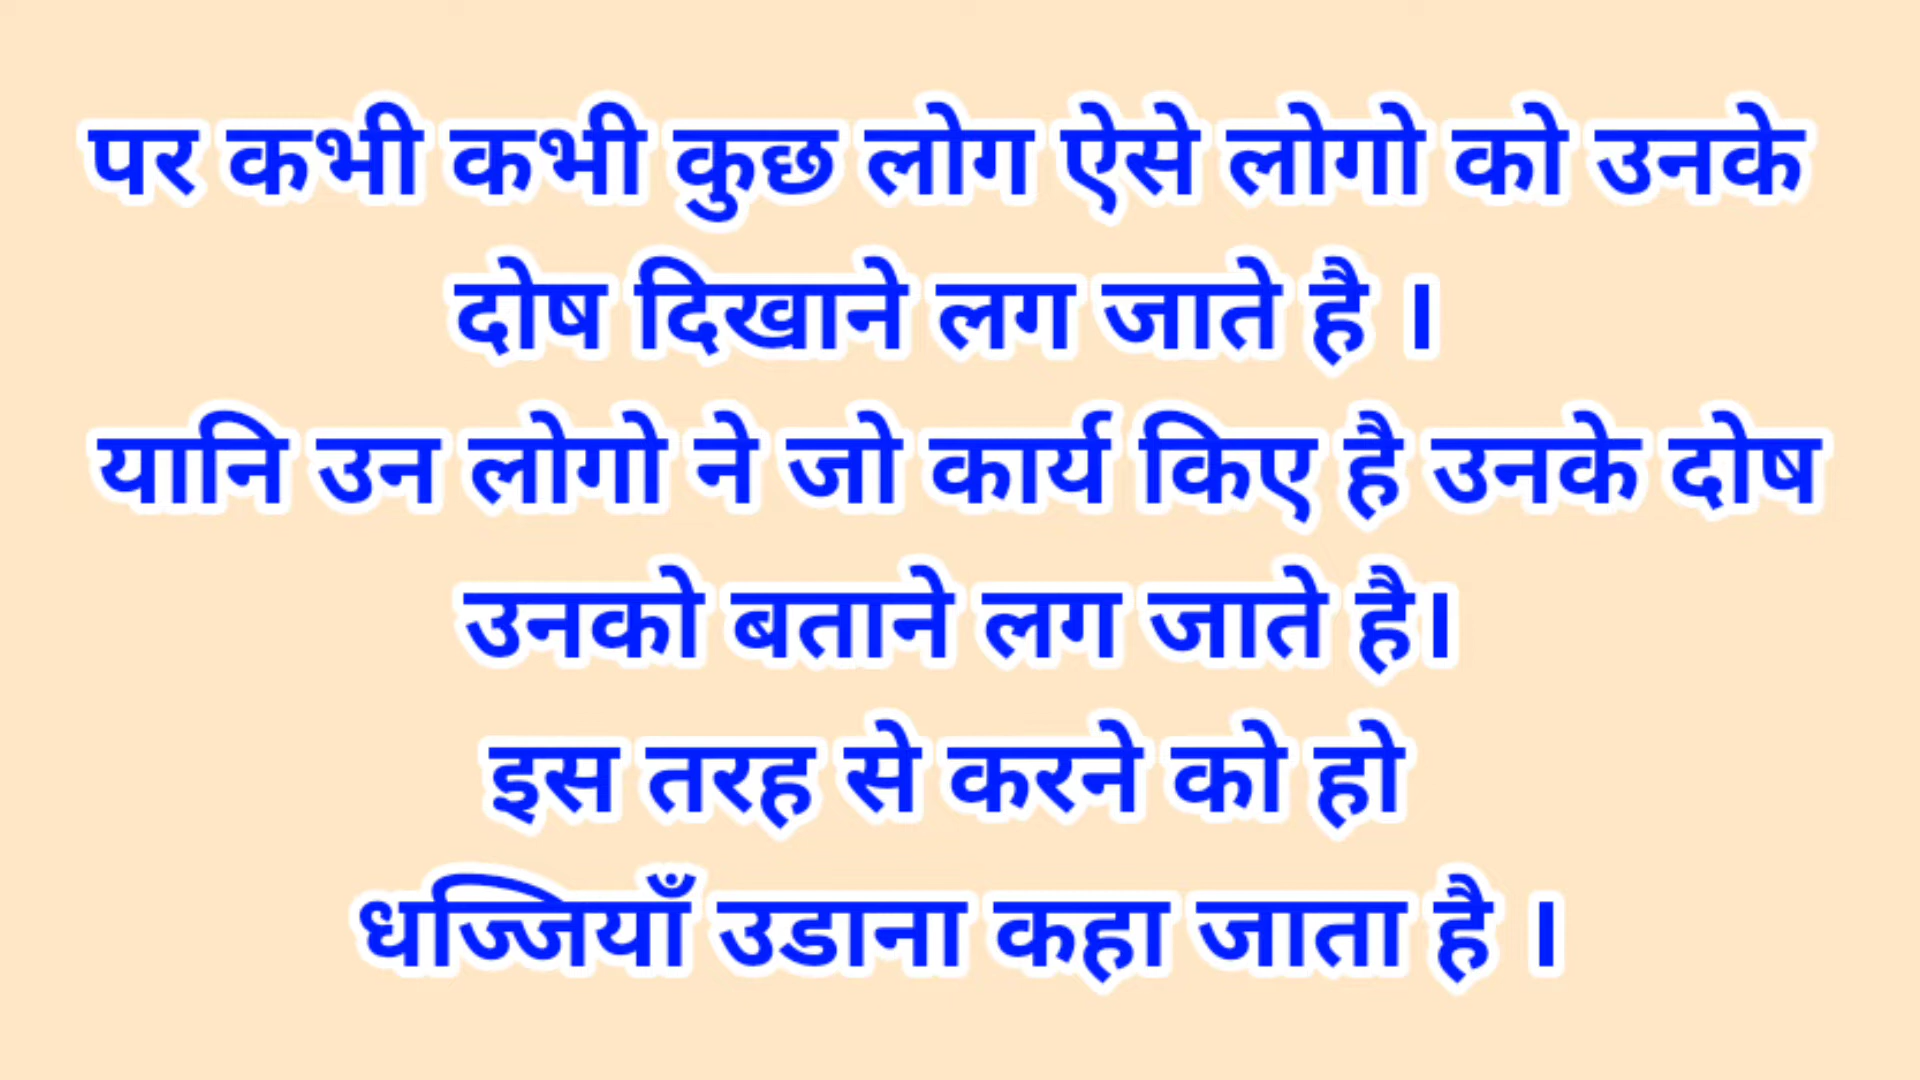 पर कभी कभी कुछ लोग ऐसे लोगो को उनके
दोष दिखाने लग जाते है ।
यानि उन लोगो ने जो कार्य किए है उनके दोष
उनको बताने लग जाते है।
इस तरह से करने को हो
धज्जियाँ उडाना कहा जाता है ।